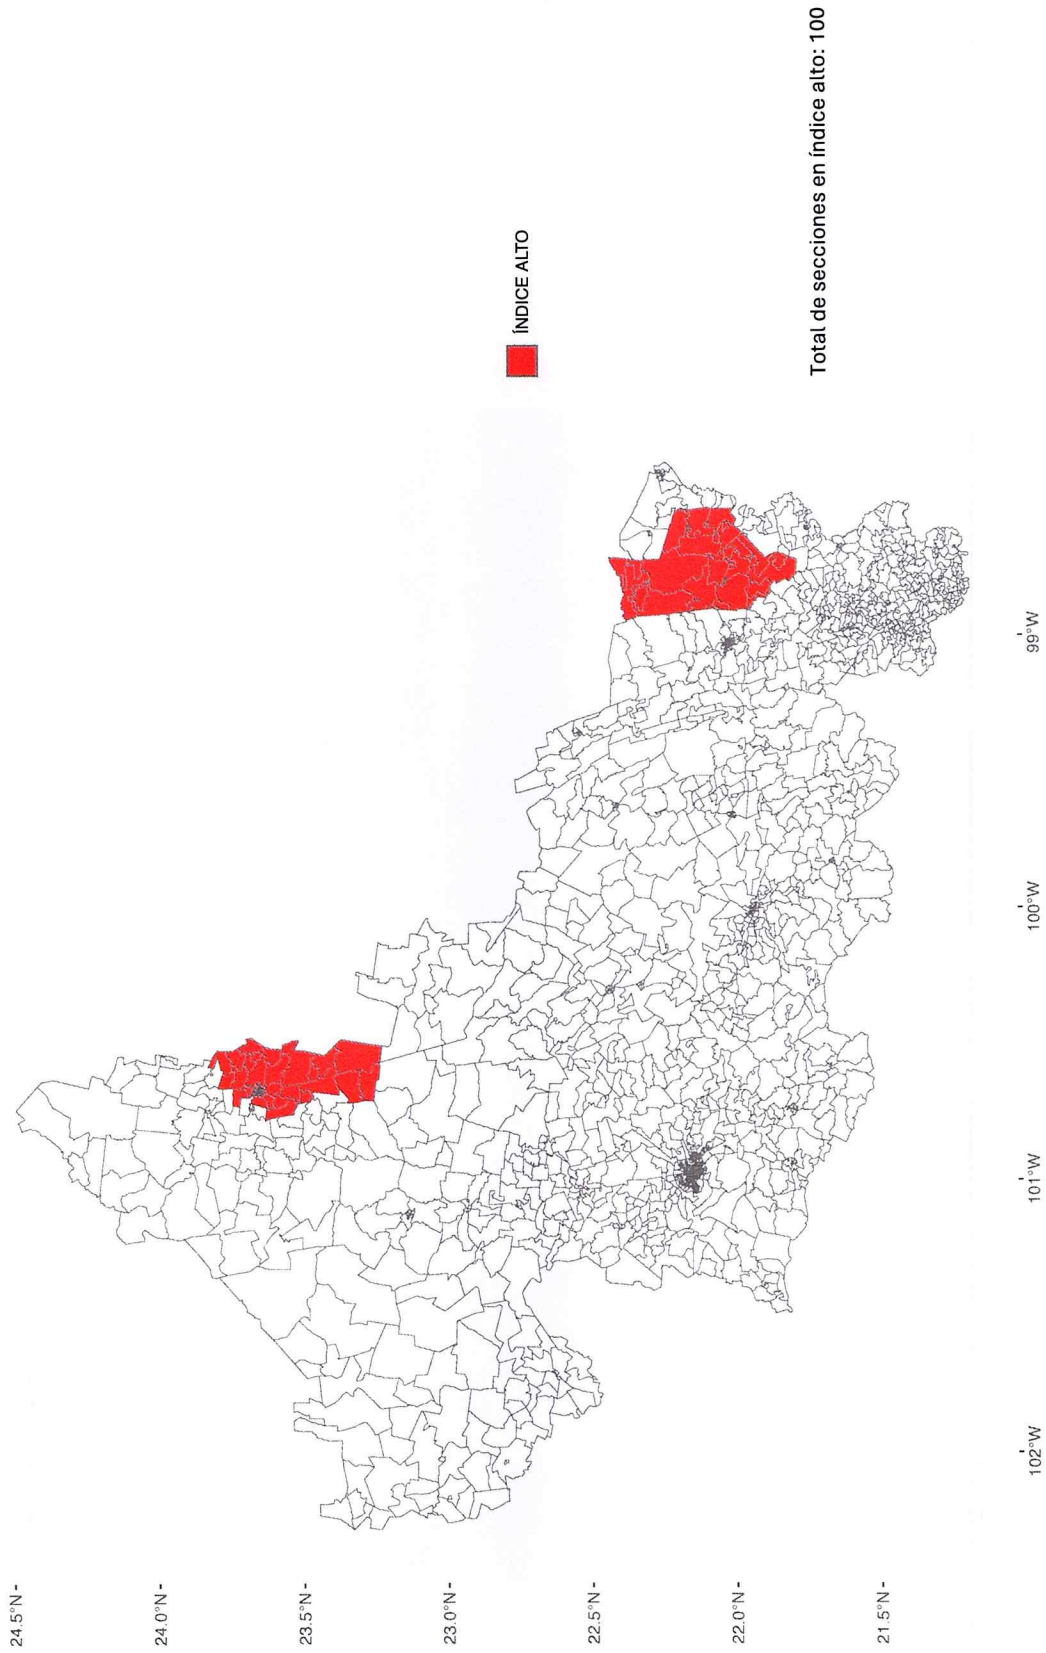 24.5°N
24.0°N
23.5°N
23.0°N
22.5°N
22.0°N
21.5°N
102°W
101°W
100°W
99°W
ÍNDICE ALTO
Total de secciones en índice alto: 100